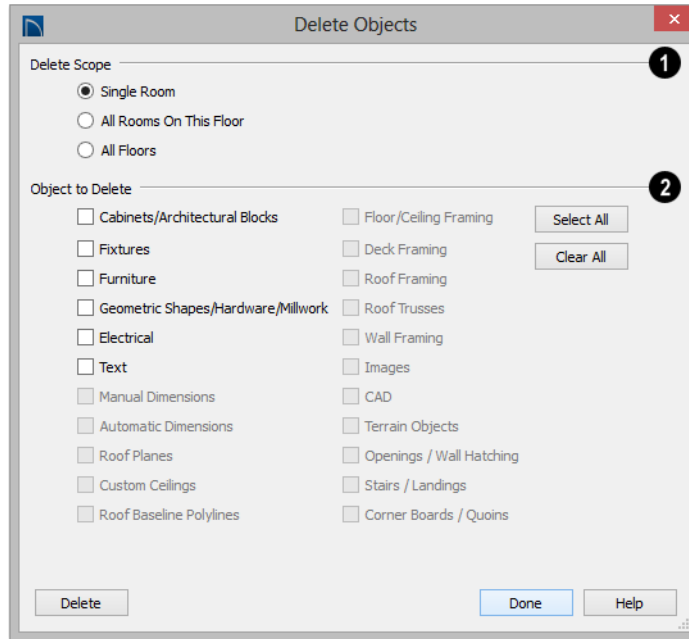 Delete Objects
Delete Scope
1
Single Room
All Rooms On This Floor
All Floors
Object to Delete
2
Cabinets/Architectural Blocks
Floor/Ceiling Framing
Select All
Fixtures
Deck Framing
Clear All
Furniture
Roof Framing
Geometric Shapes/Hardware/Millwork
Roof Trusses
Electrical
Wall Framing
Text
Images
Manual Dimensions
CAD
Automatic Dimensions
Terrain Objects
Roof Planes
Openings / Wall Hatching
Custom Ceilings
Stairs / Landings
Roof Baseline Polylines
Corner Boards / Quoins
Delete
Done
Help